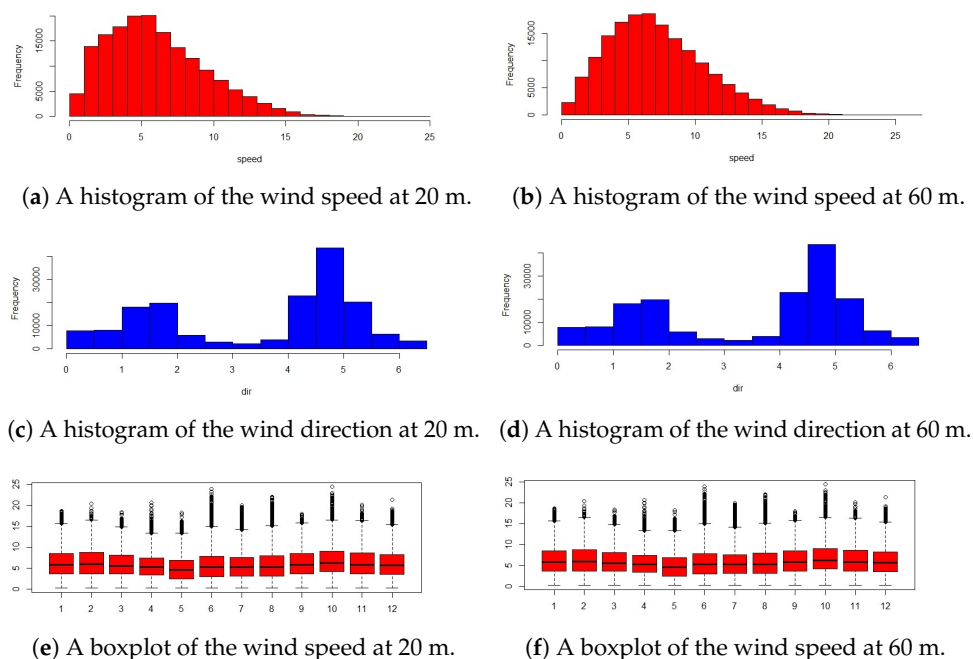 Frequency
0 5000 15000
0 5 10 15 20 25
speed
Frequency
0 5000 15000
0 5 10 15 20 25
speed
(a) A histogram of the wind speed at 20 m.
(b) A histogram of the wind speed at 60 m.
Frequency
0 10000 30000
0 1 2 3 4 5 6
dir
Frequency
0 10000 30000
0 1 2 3 4 5 6
dir
(c) A histogram of the wind direction at 20 m.
(d) A histogram of the wind direction at 60 m.
0 5 10 15 20 25
1 2 3 4 5 6 7 8 9 10 11 12
0 5 10 15 20 25
1 2 3 4 5 6 7 8 9 10 11 12
(e) A boxplot of the wind speed at 20 m.
(f) A boxplot of the wind speed at 60 m.